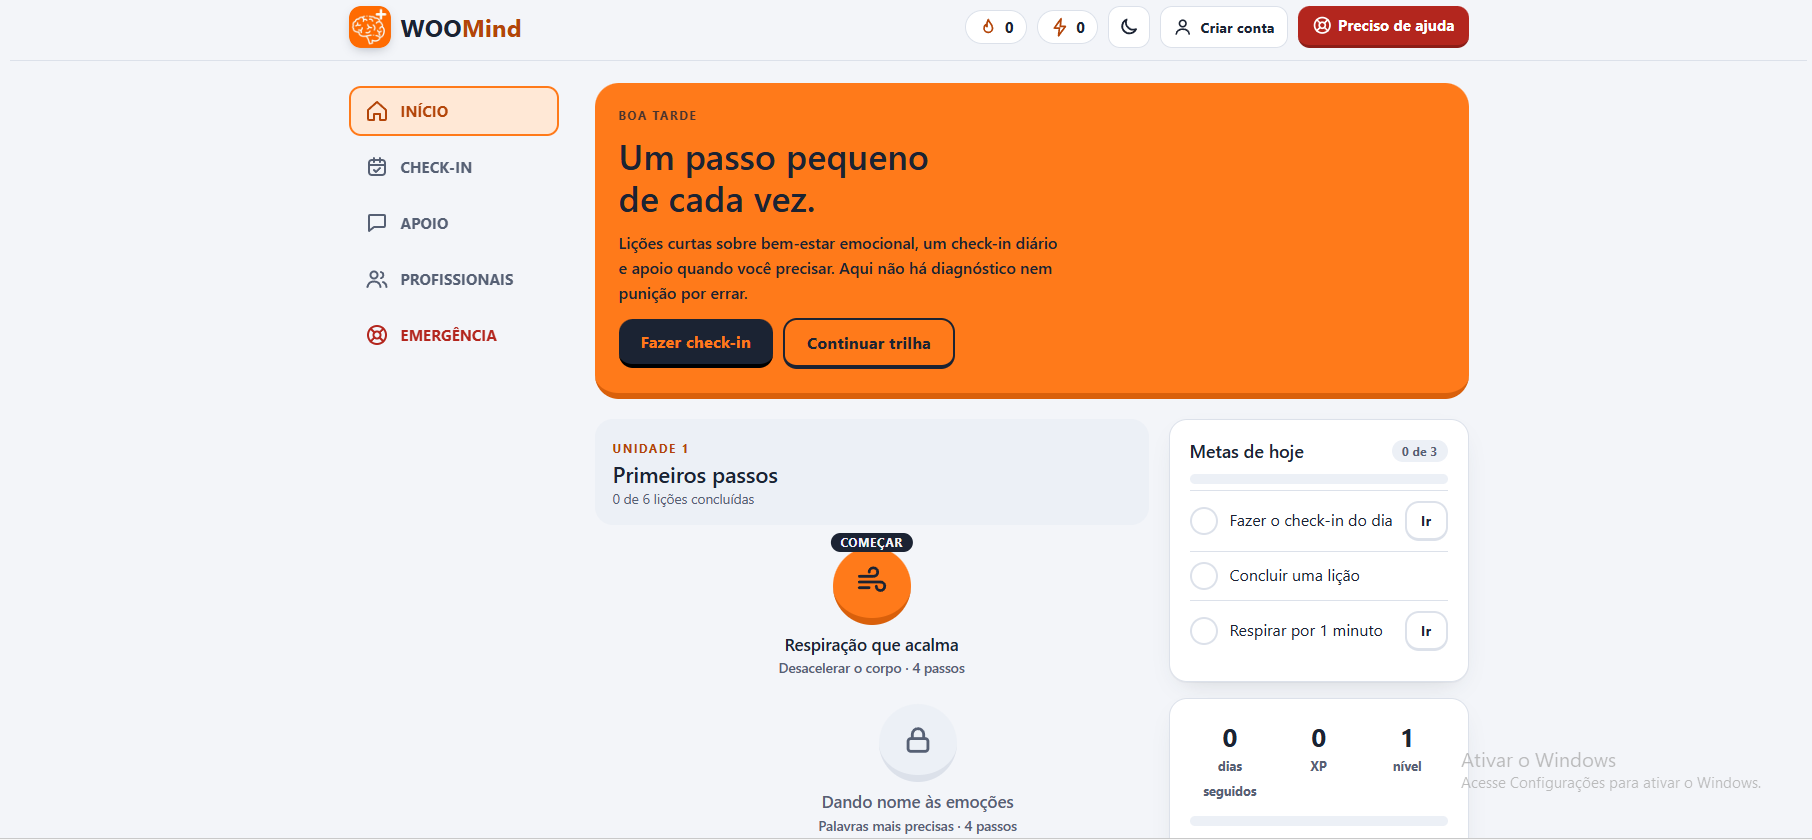 WOOMind
0
0
Criar conta
Preciso de ajuda
INÍCIO
CHECK-IN
APOIO
PROFISSIONAIS
EMERGÊNCIA
BOA TARDE
Um passo pequeno
de cada vez.
Lições curtas sobre bem-estar emocional, um check-in diário
e apoio quando você precisar. Aqui não há diagnóstico nem
punição por errar.
Fazer check-in
Continuar trilha
UNIDADE 1
Primeiros passos
0 de 6 lições concluídas
COMEÇAR
Respiração que acalma
Desacelerar o corpo · 4 passos
Dando nome às emoções
Palavras mais precisas · 4 passos
Metas de hoje
0 de 3
Fazer o check-in do dia
Ir
Concluir uma lição
Respirar por 1 minuto
Ir
0
dias
seguidos
0
XP
1
nível
Ativar o Windows
Acesse Configurações para ativar o Windows.